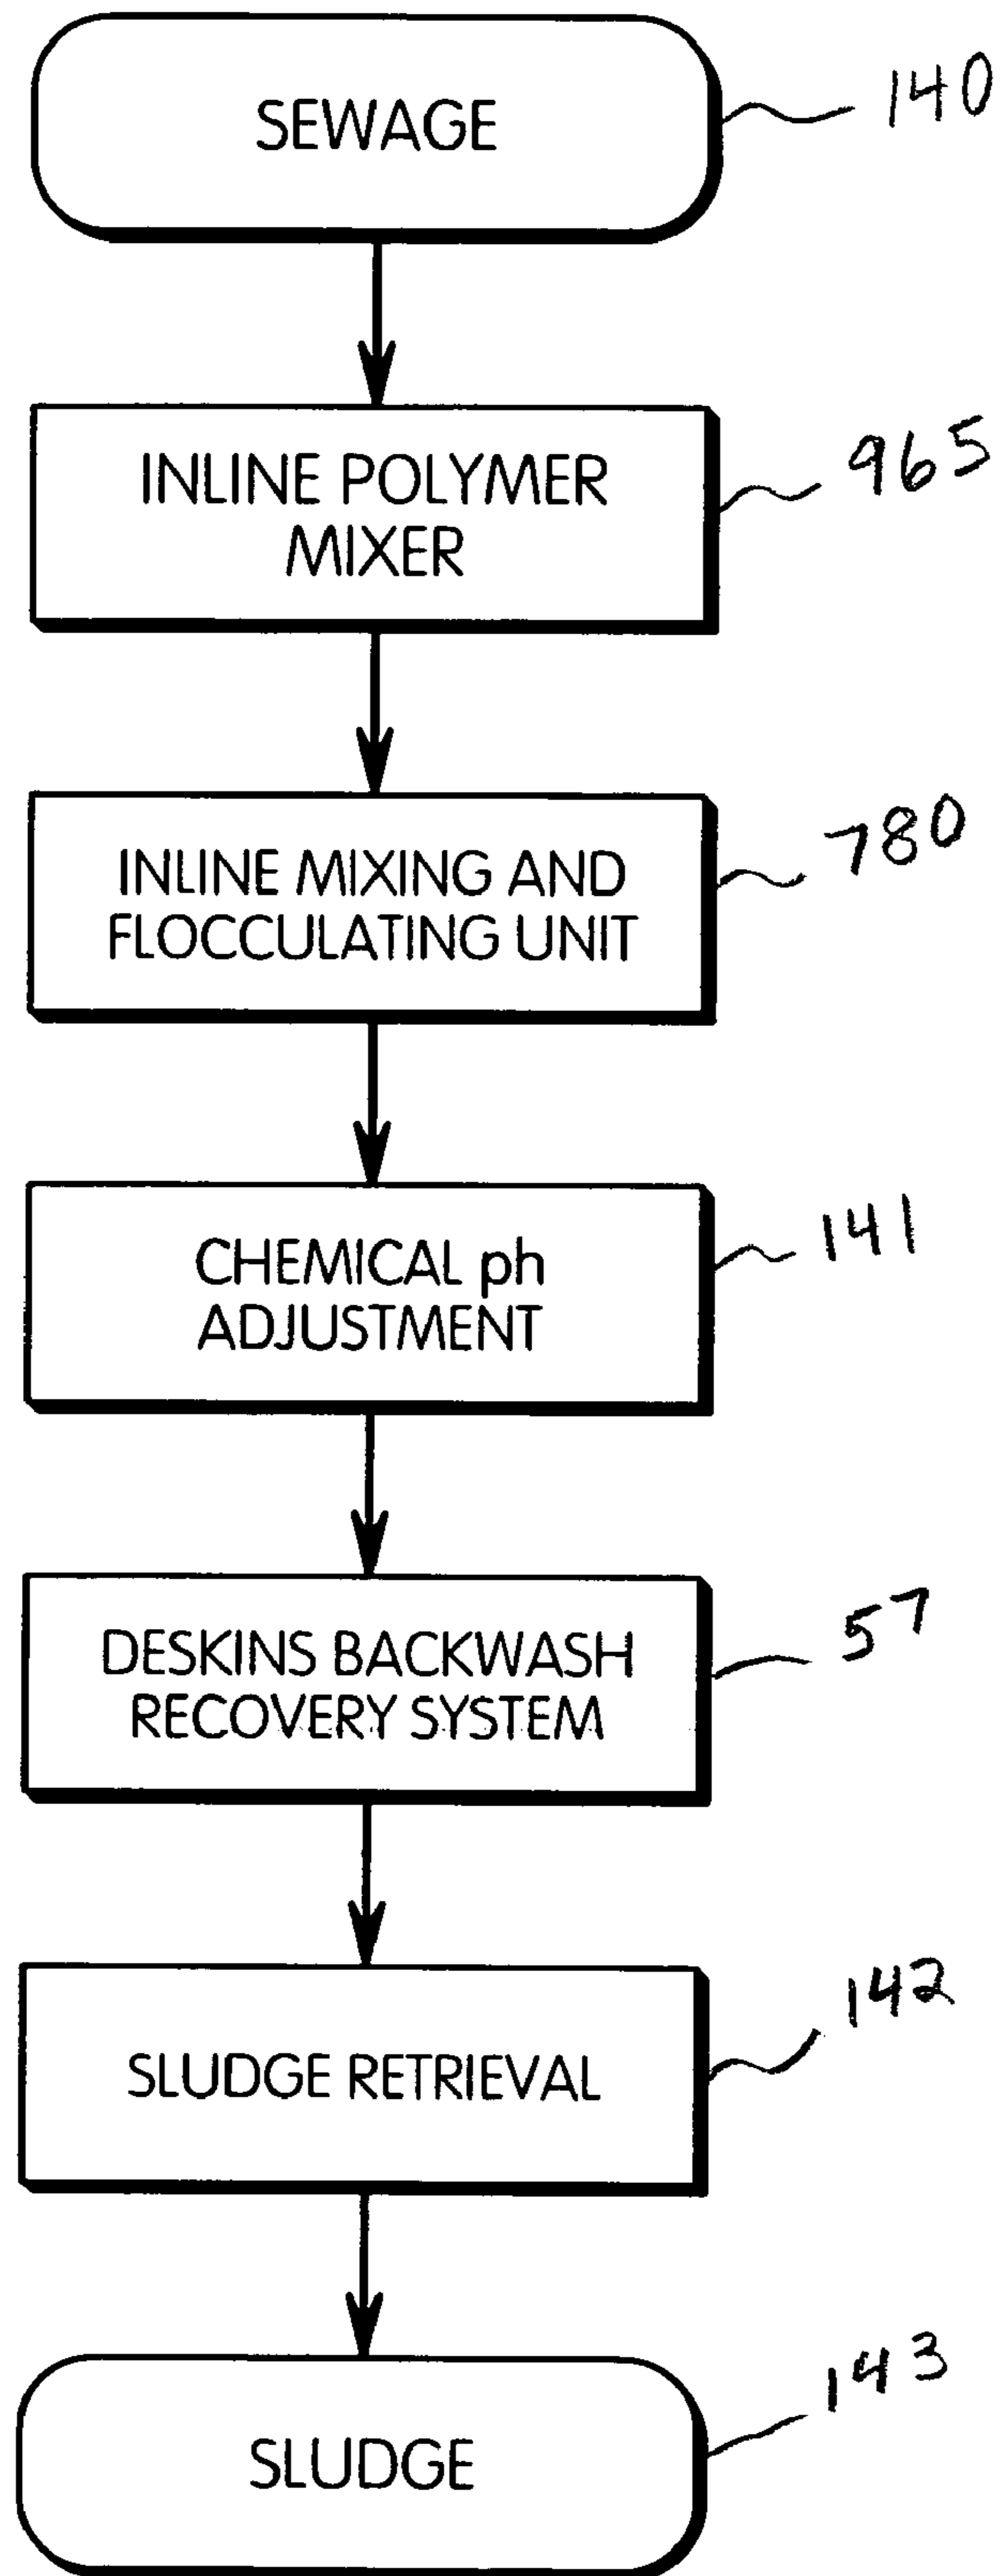 SEWAGE
140
INLINE POLYMER
MIXER
965
INLINE MIXING AND
FLOCCULATING UNIT
780
CHEMICAL ph
ADJUSTMENT
141
DESKINS BACKWASH
RECOVERY SYSTEM
57
SLUDGE RETRIEVAL
142
SLUDGE
143